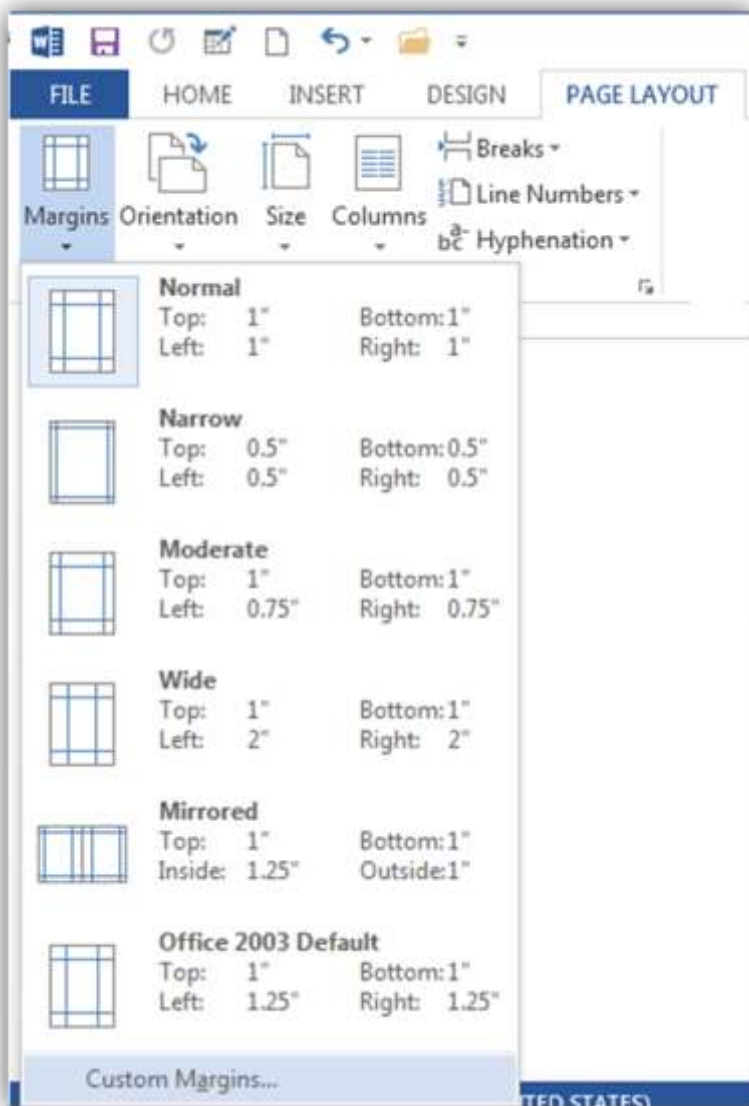 FILE HOME INSERT DESIGN PAGE LAYOUT
Margins Orientation Size Columns
Breaks
Line Numbers
Hyphenation
Normal
Top: 1" Bottom: 1"
Left: 1" Right: 1"
Narrow
Top: 0.5" Bottom: 0.5"
Left: 0.5" Right: 0.5"
Moderate
Top: 1" Bottom: 1"
Left: 0.75" Right: 0.75"
Wide
Top: 1" Bottom: 1"
Left: 2" Right: 2"
Mirrored
Top: 1" Bottom: 1"
Inside: 1.25" Outside: 1"
Office 2003 Default
Top: 1" Bottom: 1"
Left: 1.25" Right: 1.25"
Custom Margins...
STATES)